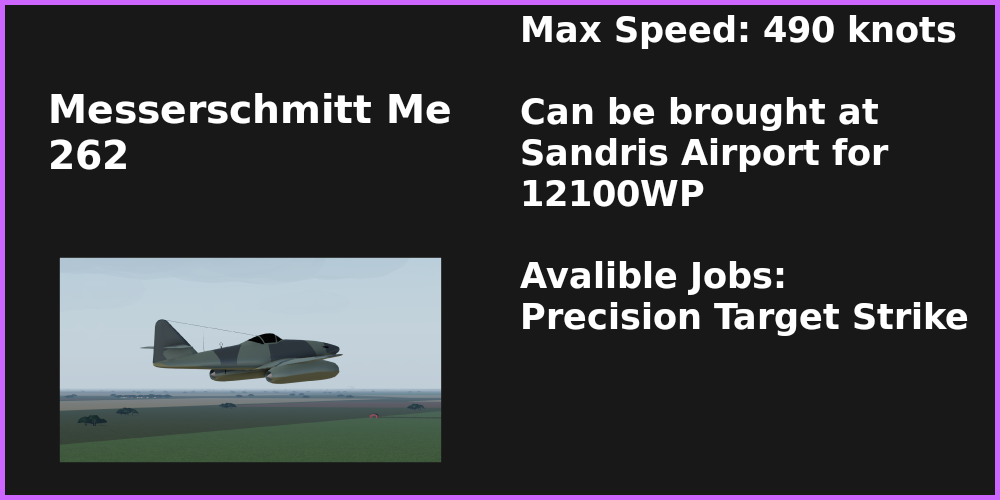 Messerschmitt Me
262
Max Speed: 490 knots
Can be brought at
Sandris Airport for
12100WP
Avalible Jobs:
Precision Target Strike